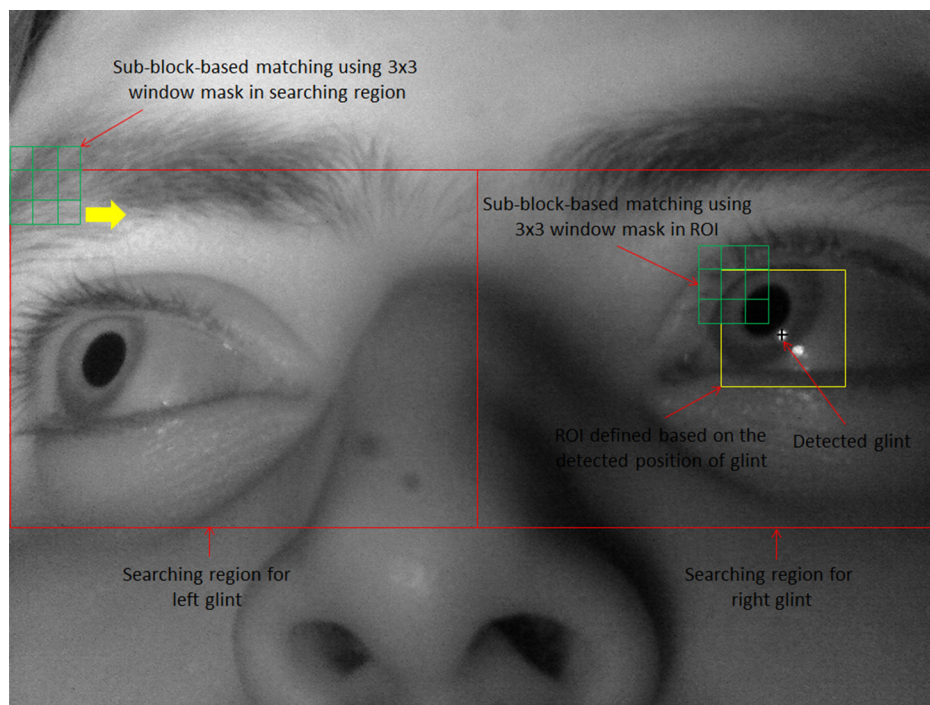 Sub-block-based matching using 3x3
window mask in searching region
Sub-block-based matching using
3x3 window mask in ROI
ROI defined based on the
detected position of glint
Detected glint
Searching region for
left glint
Searching region for
right glint